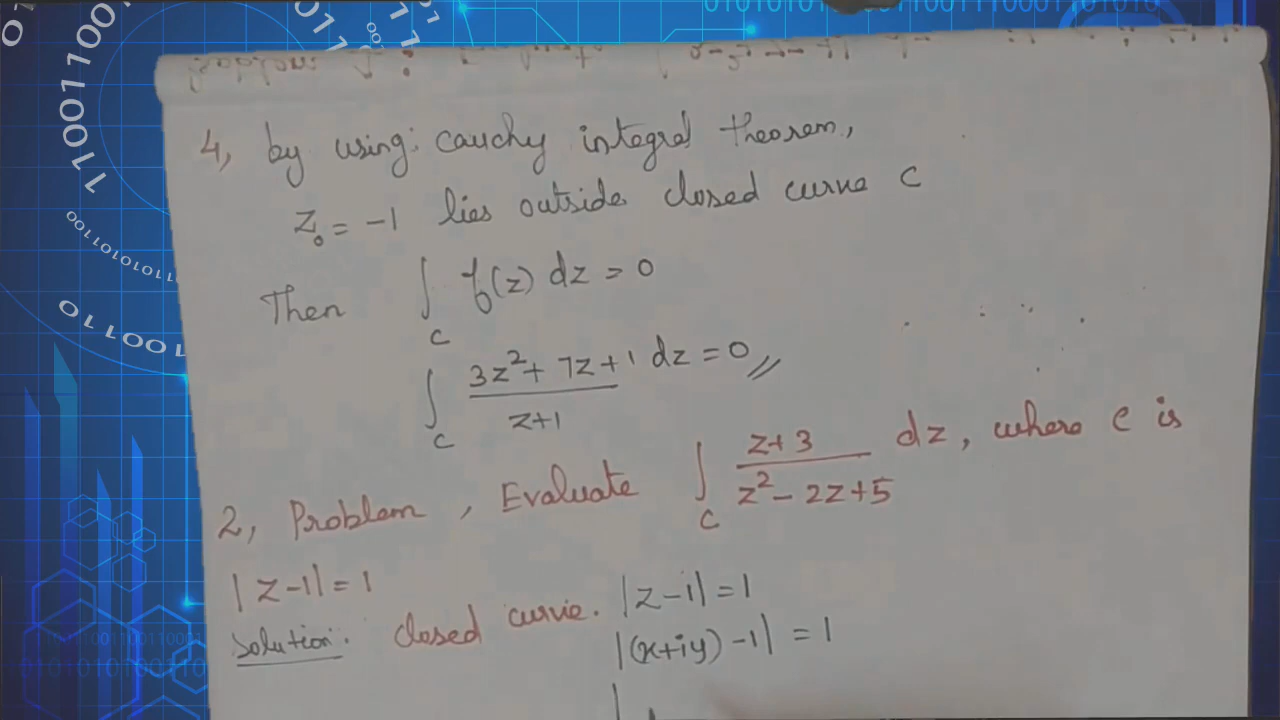 4, by using: cauchy integral theorem,
Z₀ = -1 lies outside closed curve C
Then ∫_C f(z) dz = 0
∫_C (3z² + 7z + 1)/(z+1) dz = 0 //
2, Problem, Evaluate ∫_C (z+3)/(z² - 2z + 5) dz, where C is
|z-1| = 1
Solution: closed curve. |z-1| = 1
|(x+iy) -1| = 1